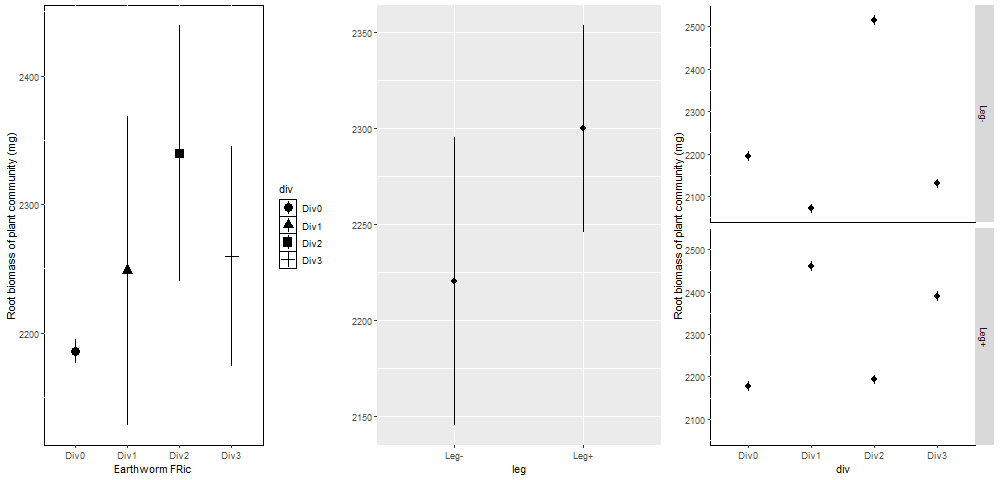 Root biomass of plant community (mg)
2400
2300
2200
Div0 Div1 Div2 Div3
Earthworm FRic
div
Div0
Div1
Div2
Div3
2350
2300
2250
2200
2150
Leg- Leg+
leg
Root biomass of plant community (mg)
2500
2400
2300
2200
2100
Leg-
2500
2400
2300
2200
2100
Leg+
Div0 Div1 Div2 Div3
div